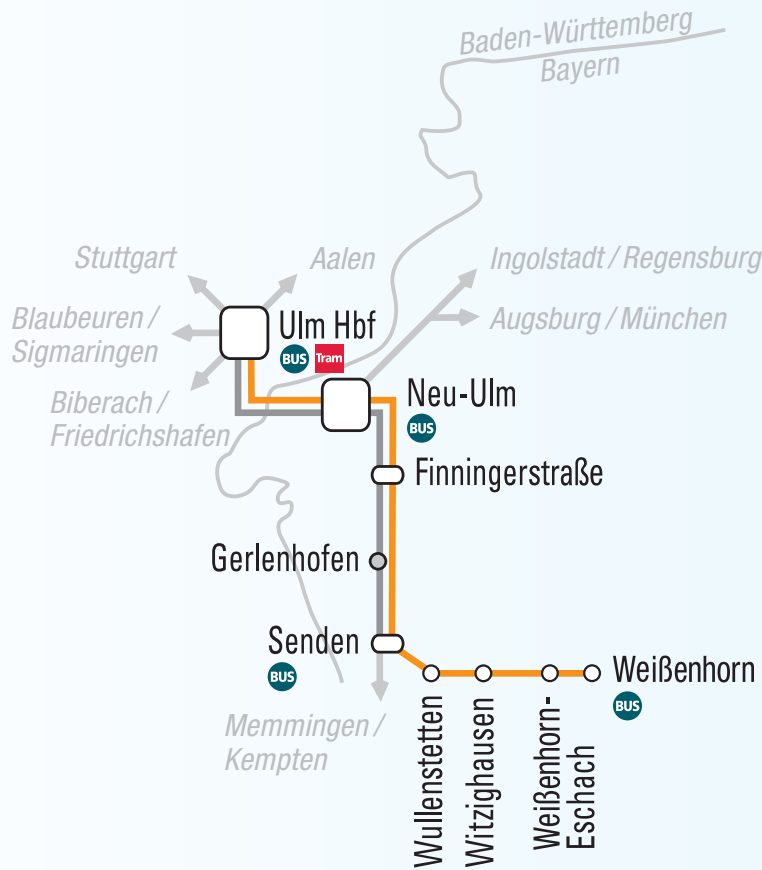 Baden-Württemberg
Bayern
Stuttgart
Aalen
Ingolstadt / Regensburg
Blaubeuren /
Sigmaringen
Ulm Hbf
BUS
Tram
Augsburg / München
Biberach /
Friedrichshafen
Neu-Ulm
BUS
Finningerstraße
Gerlenhofen
Senden
BUS
Weißenhorn
BUS
Memmingen /
Kempten
Wullenstetten
Witzighausen
Weißenhorn-
Eschach